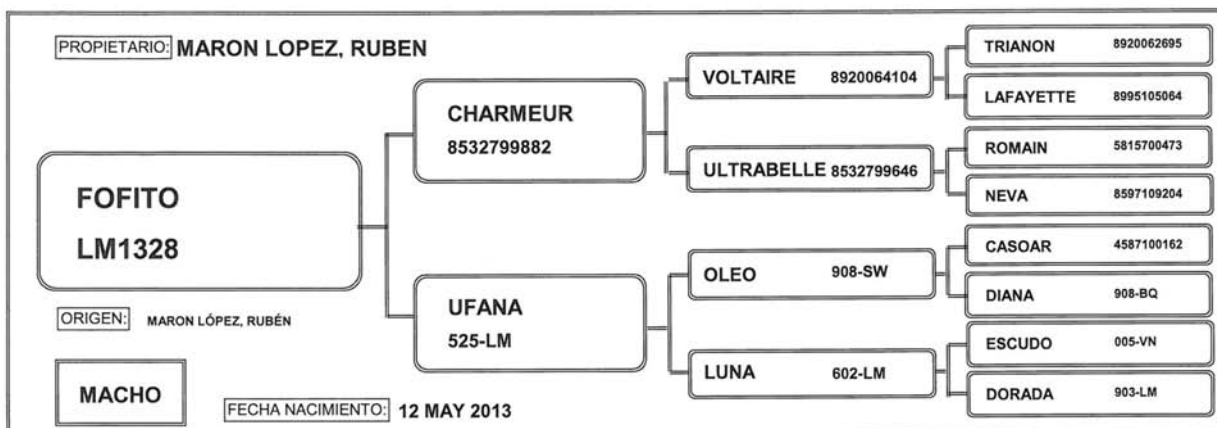 PROPIETARIO: MARON LOPEZ, RUBEN
FOFITO
LM1328
ORIGEN: MARON LÓPEZ, RUBÉN
MACHO
FECHA NACIMIENTO: 12 MAY 2013
CHARMEUR
8532799882
UFANA
525-LM
VOLTAIRE 8920064104
ULTRABELLE 8532799646
OLEO 908-SW
LUNA 602-LM
TRIANON 8920062695
LAFAYETTE 8995105064
ROMAIN 5815700473
NEVA 8597109204
CASOAR 4587100162
DIANA 908-BQ
ESCUDO 005-VN
DORADA 903-LM